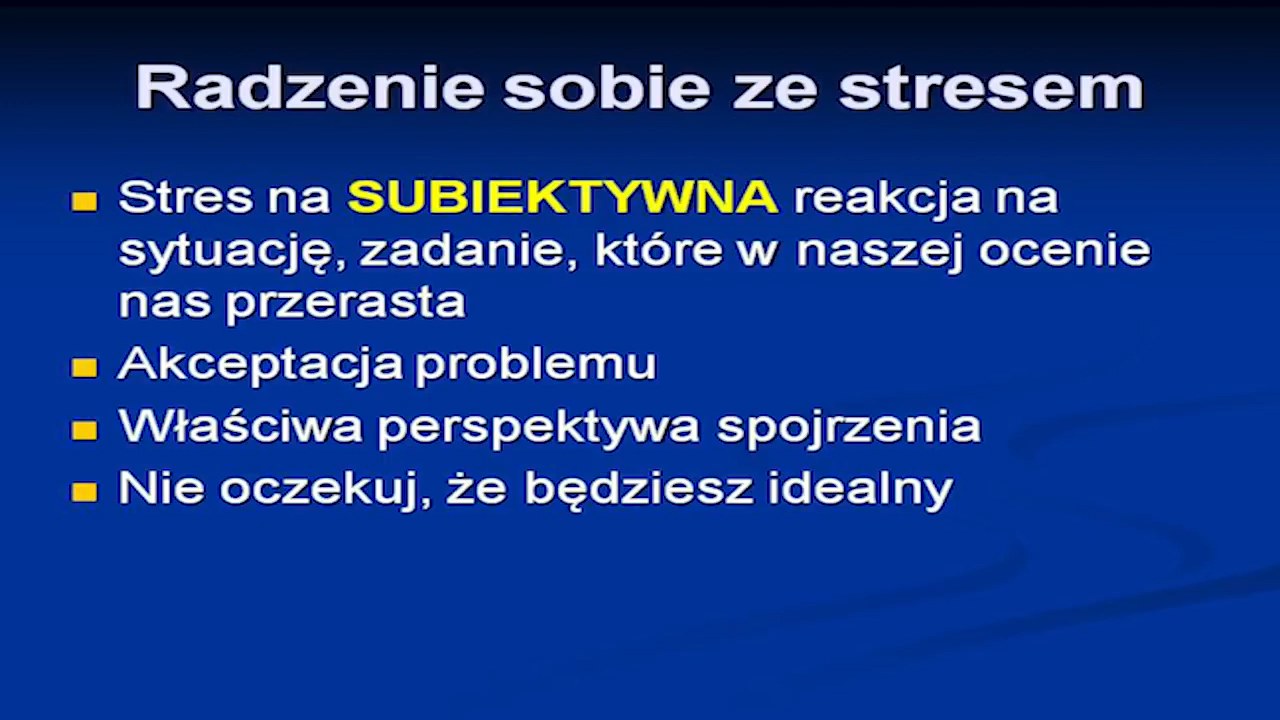 Radzenie sobie ze stresem
Stres na SUBIEKTYWNA reakcja na
sytuację, zadanie, które w naszej ocenie
nas przerasta
Akceptacja problemu
Właściwa perspektywa spojrzenia
Nie oczekuj, że będziesz idealny